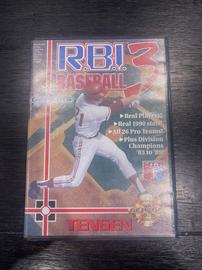 R.B.I. 3
BASEBALL
Real Players!
Real 1990 stats!
All 26 Pro Teams!
Plus Division
Champions
'83 to '89
TENGEN